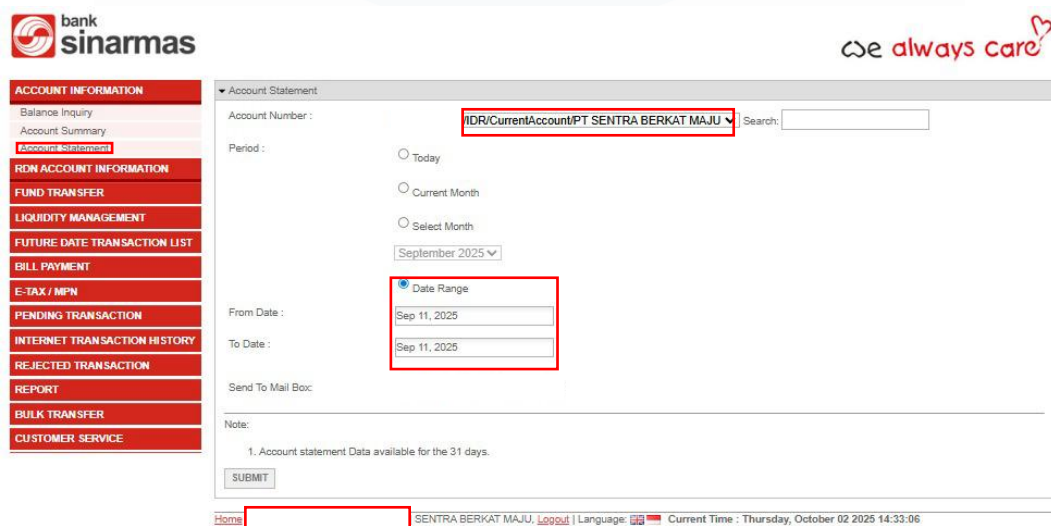 bank
sinarmas
we always care
ACCOUNT INFORMATION
Balance Inquiry
Account Summary
Account Statement
RDN ACCOUNT INFORMATION
FUND TRANSFER
LIQUIDITY MANAGEMENT
FUTURE DATE TRANSACTION LIST
BILL PAYMENT
E-TAX / MPN
PENDING TRANSACTION
INTERNET TRANSACTION HISTORY
REJECTED TRANSACTION
REPORT
BULK TRANSFER
CUSTOMER SERVICE
Account Statement
Account Number :
/IDR/CurrentAccount/PT SENTRA BERKAT MAJU
Search:
Period :
Today
Current Month
Select Month
September 2025
Date Range
From Date :
Sep 11, 2025
To Date :
Sep 11, 2025
Send To Mail Box:
Note:
1. Account statement Data available for the 31 days.
SUBMIT
Home SENTRA BERKAT MAJU, Logout | Language: Current Time : Thursday, October 02 2025 14:33:06